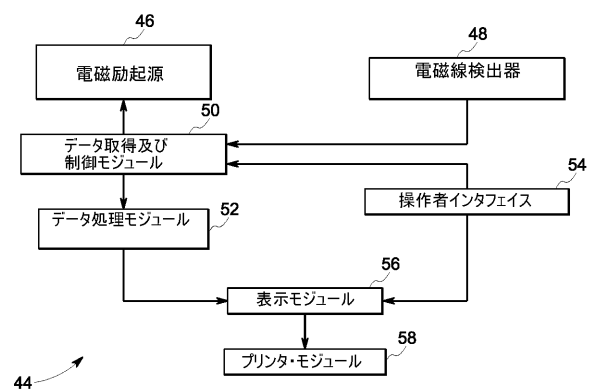 46
電磁励起源
48
電磁線検出器
50
データ取得及び
制御モジュール
54
操作者インタフェイス
52
データ処理モジュール
56
表示モジュール
58
プリンタ・モジュール
44